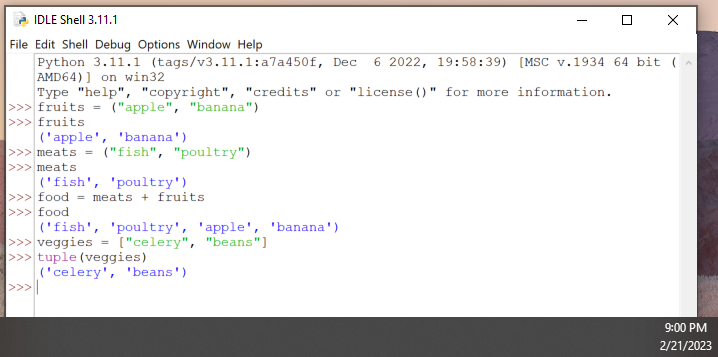 IDLE Shell 3.11.1
File Edit Shell Debug Options Window Help
Python 3.11.1 (tags/v3.11.1:a7a450f, Dec  6 2022, 19:58:39) [MSC v.1934 64 bit (
AMD64)] on win32
Type "help", "copyright", "credits" or "license()" for more information.
>>> fruits = ("apple", "banana")
>>> fruits
('apple', 'banana')
>>> meats = ("fish", "poultry")
>>> meats
('fish', 'poultry')
>>> food = meats + fruits
>>> food
('fish', 'poultry', 'apple', 'banana')
>>> veggies = ["celery", "beans"]
>>> tuple(veggies)
('celery', 'beans')
>>>
9:00 PM
2/21/2023